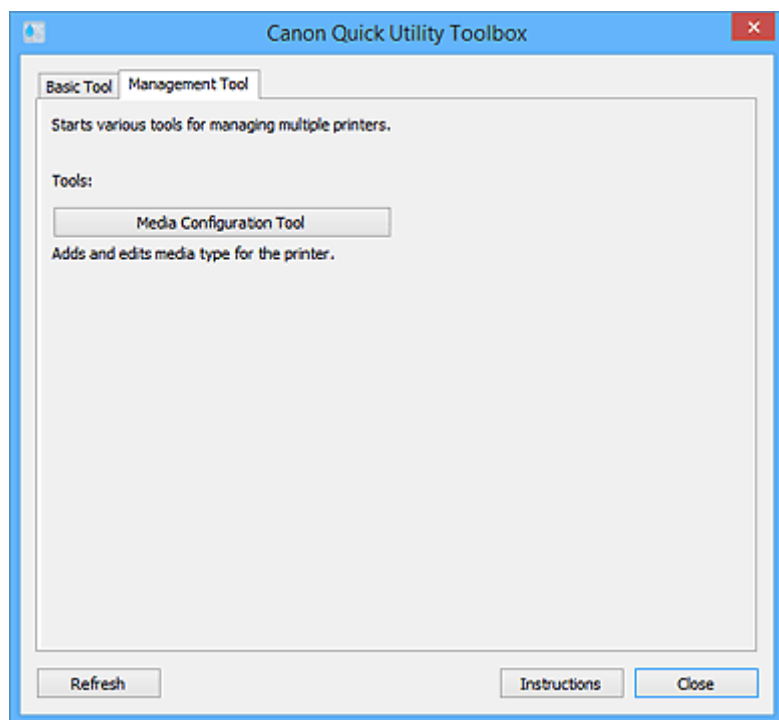 Canon Quick Utility Toolbox
Basic Tool
Management Tool
Starts various tools for managing multiple printers.
Tools:
Media Configuration Tool
Adds and edits media type for the printer.
Refresh
Instructions
Close